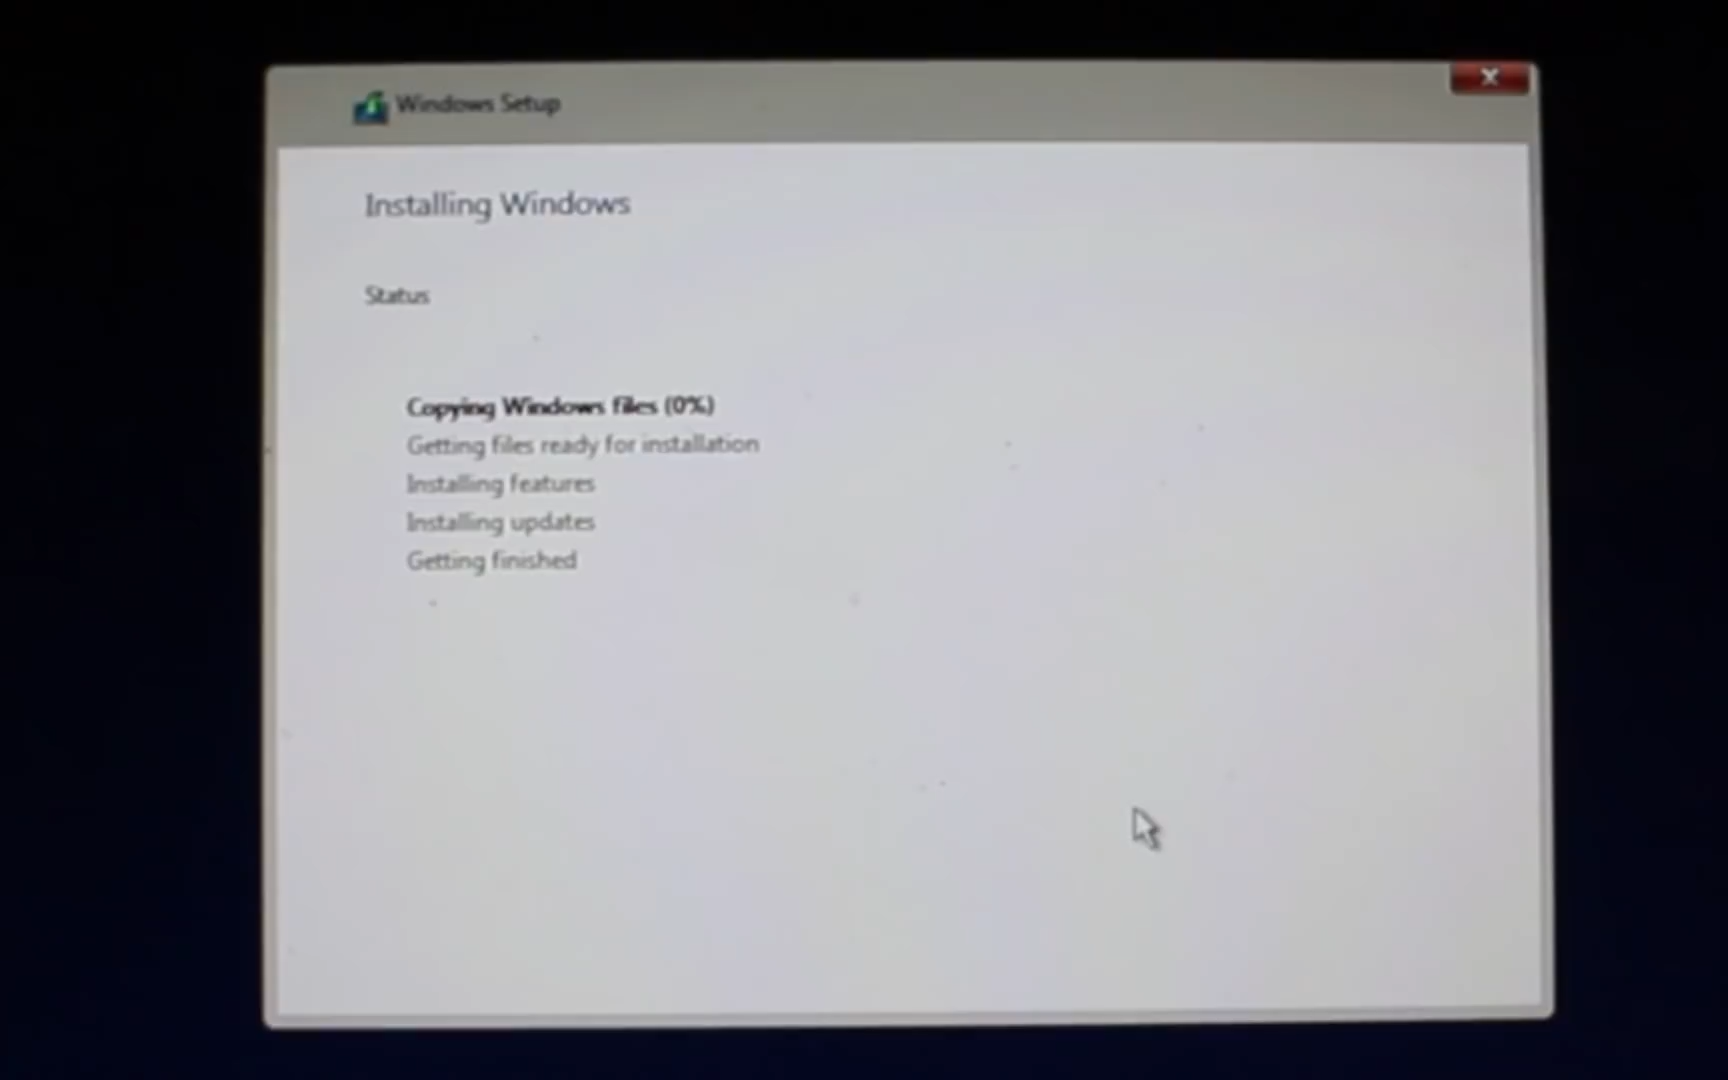 Windows Setup
Installing Windows
Status
Copying Windows files (0%)
Getting files ready for installation
Installing features
Installing updates
Getting finished